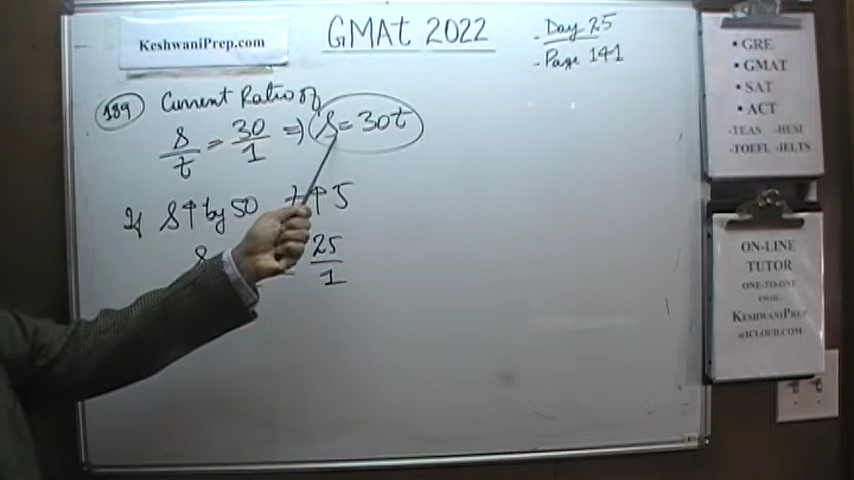 KeshwaniPrep.com
GMAt 2022
- Day 25
- Page 141
189 Current Ratio of
s/t = 30/1 ⇒ s = 30t
If s↑ by 50 t↑ 5
s
25/1
▪ GRE
▪ GMAT
▪ SAT
▪ ACT
-TEAS -HESI
-TOEFL -IELTS
ON-LINE
TUTOR
ONE-TO-ONE
KESHWANIPREP
@ICLOUD.COM